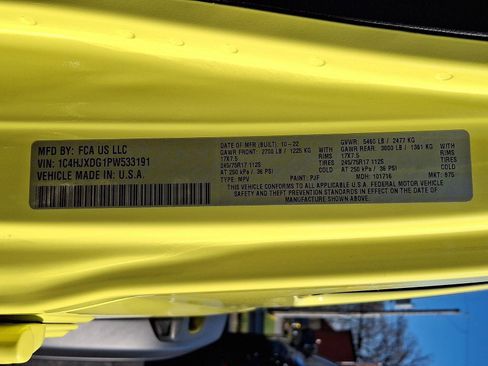 MFD BY: FCA US LLC
VIN: 1C4HJXDG1PW533191
VEHICLE MADE IN: U.S.A.
DATE OF MFR (BUILT): 10-22 GVWR: 5460 LB / 2477 KG
GAWR FRONT: 2700 LB / 1225 KG WITH GAWR REAR: 3000 LB / 1361 KG WITH
17X7.5 RIMS 17X7.5 RIMS
245/75R17 112S TIRES 245/75R17 112S TIRES
AT 250 kPa / 36 PSI COLD AT 250 kPa / 36 PSI COLD
TYPE: MPV PAINT: PJF MDH: 101716 MKT: 
THIS VEHICLE CONFORMS TO ALL APPLICABLE U.S.A. FEDERAL MOTOR VEHICLE
SAFETY AND THEFT PREVENTION STANDARDS IN EFFECT ON THE DATE OF
MANUFACTURE SHOWN ABOVE.